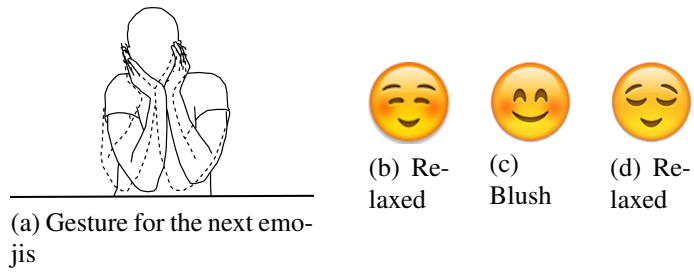 (a) Gesture for the next emo-
jis
(b) Re-
laxed
(c)
Blush
(d) Re-
laxed